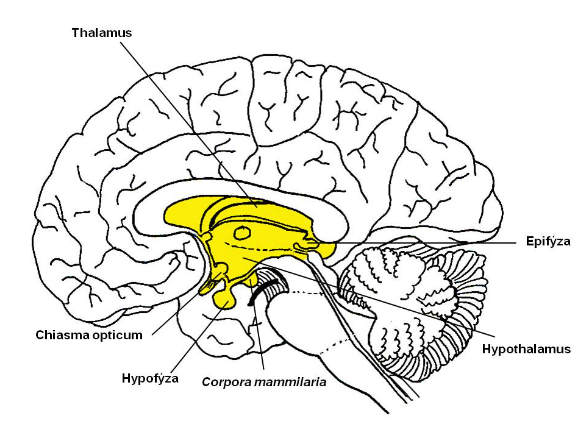 Thalamus
Epifýza
Chiasma opticum
Hypothalamus
Hypofýza
Corpora mammilaria